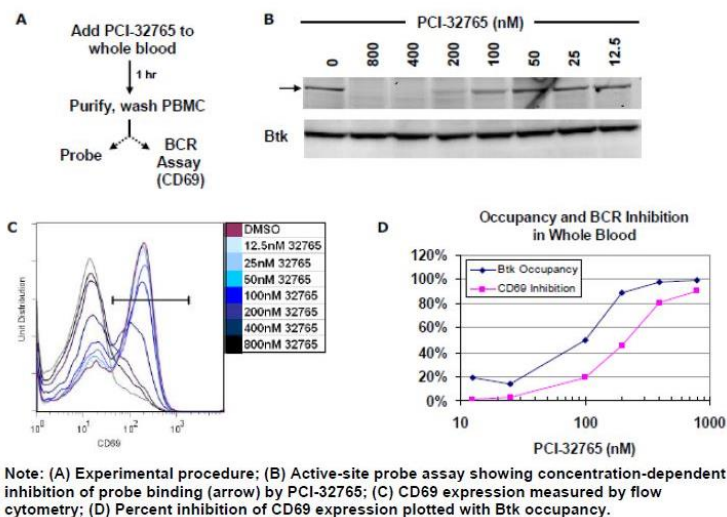 A
Add PCI-32765 to
whole blood
1 hr
Purify, wash PBMC
Probe
BCR
Assay
(CD69)
B
PCI-32765 (nM)
0 800 400 200 100 50 25 12.5
Btk
C
Unit Distribution
10⁰ 10¹ 10² 10³
CD69
DMSO
12.5nM 32765
25nM 32765
50nM 32765
100nM 32765
200nM 32765
400nM 32765
800nM 32765
D
Occupancy and BCR Inhibition
in Whole Blood
120%
100%
80%
60%
40%
20%
0%
Btk Occupancy
CD69 Inhibition
10 100 1000
PCI-32765 (nM)
Note: (A) Experimental procedure; (B) Active-site probe assay showing concentration-dependent
inhibition of probe binding (arrow) by PCI-32765; (C) CD69 expression measured by flow
cytometry; (D) Percent inhibition of CD69 expression plotted with Btk occupancy.